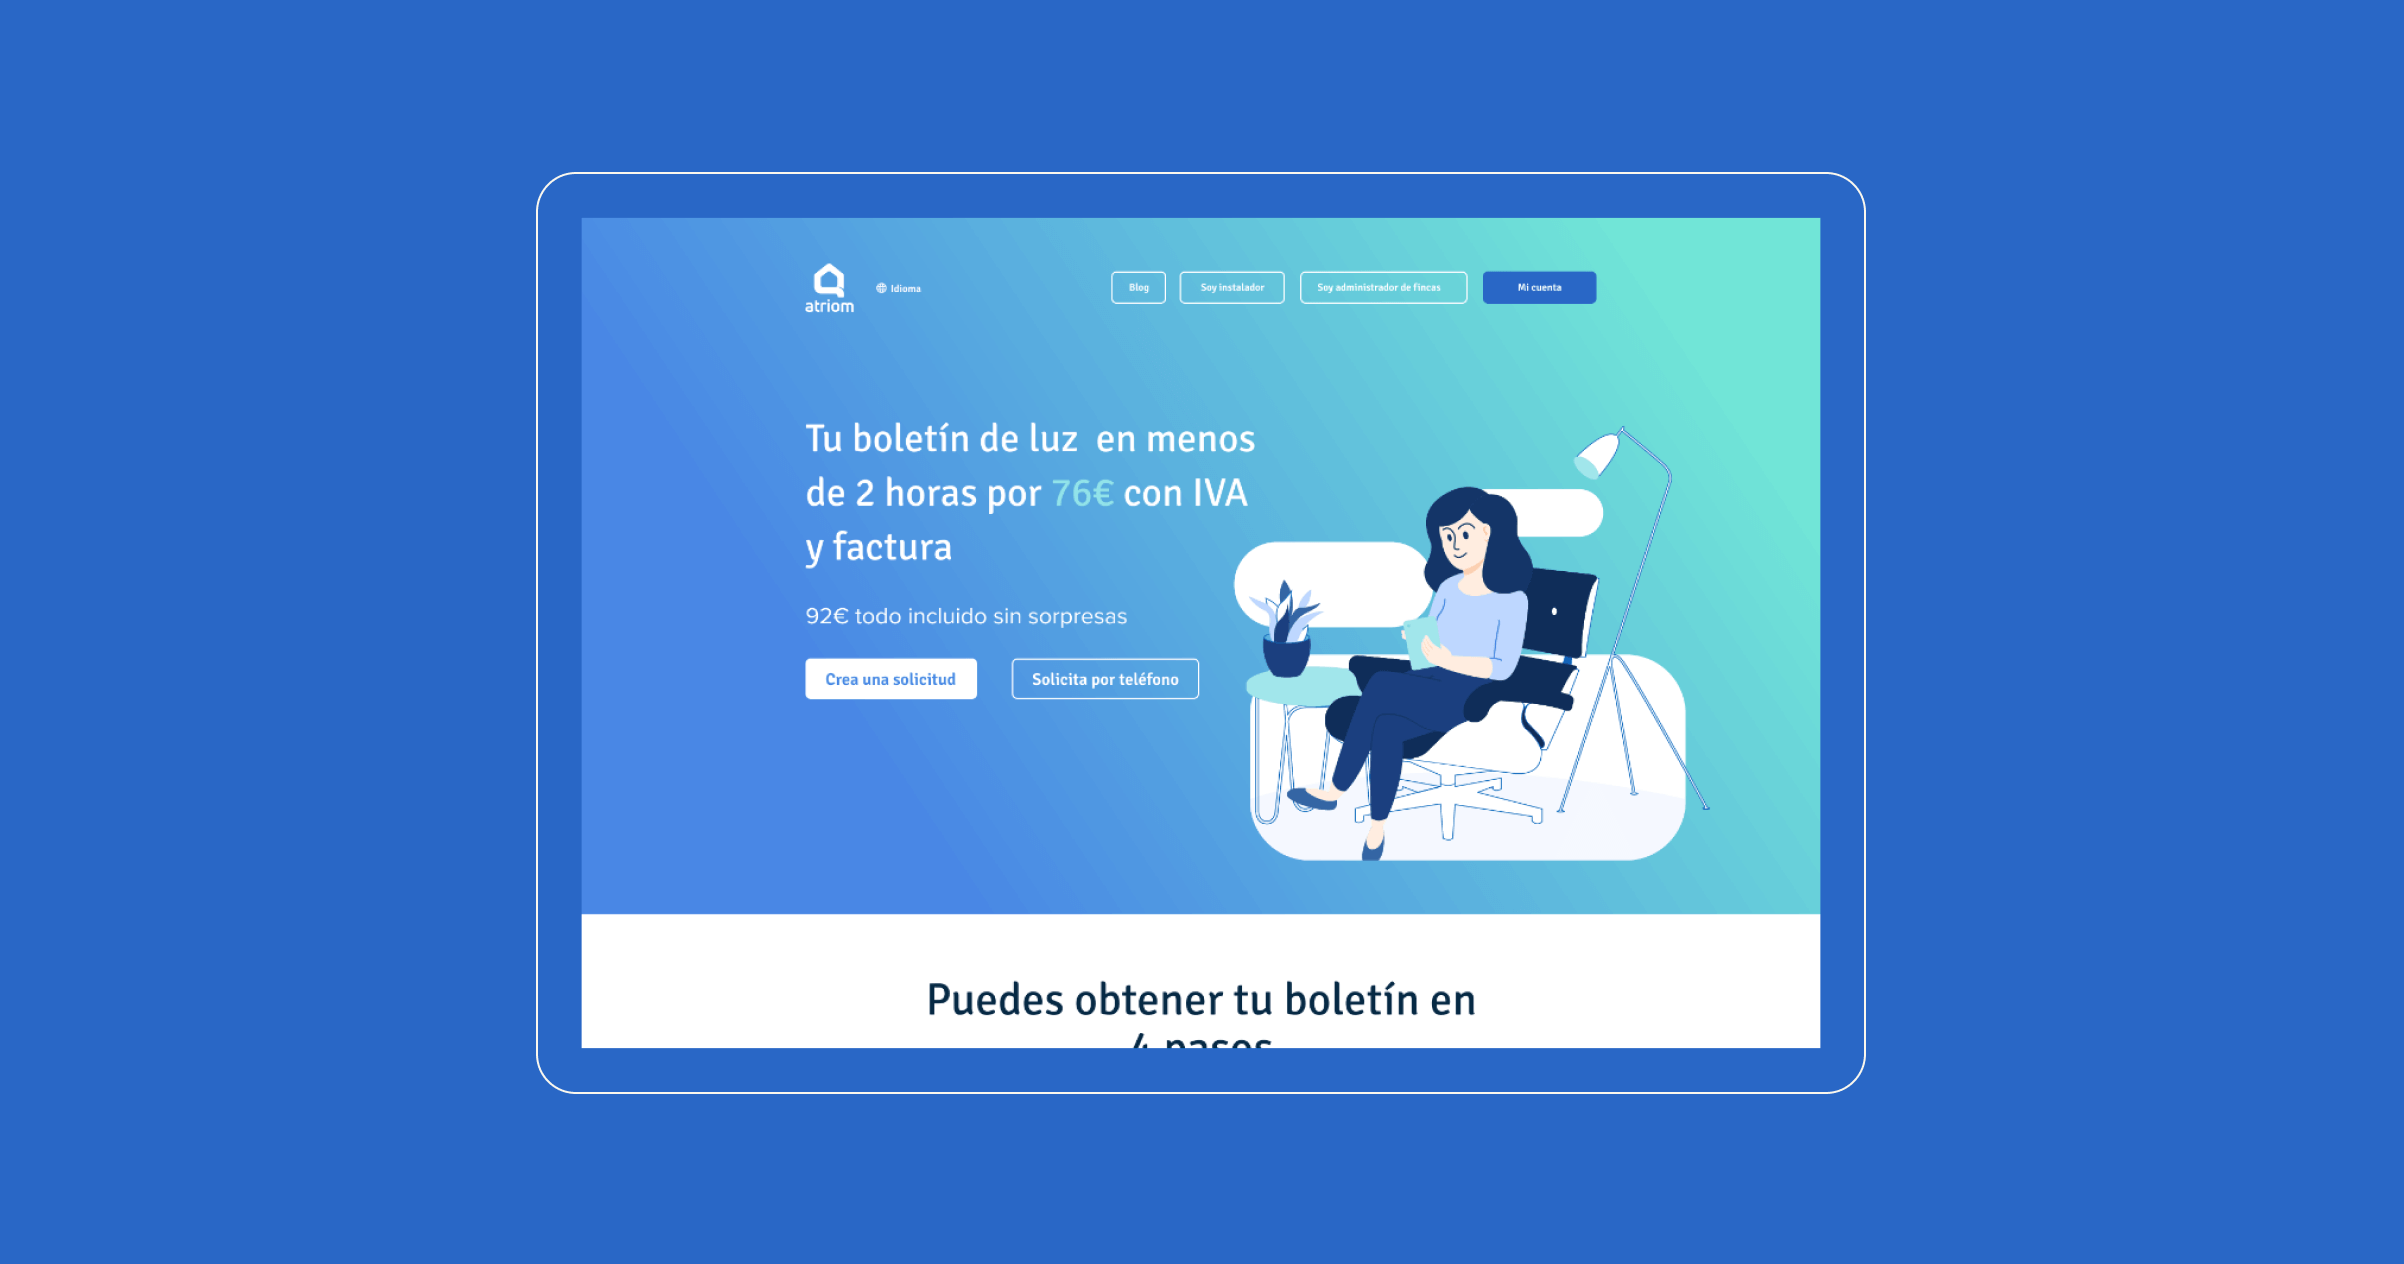 atriom
Idioma
Blog
Soy instalador
Soy administrador de fincas
Mi cuenta
Tu boletín de luz en menos
de 2 horas por 76€ con IVA
y factura
92€ todo incluido sin sorpresas
Crea una solicitud
Solicita por teléfono
Puedes obtener tu boletín en
4 pasos